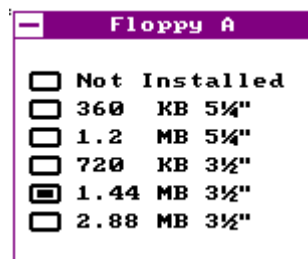 Floppy A
Not Installed
360 KB 5¼"
1.2 MB 5¼"
720 KB 3½"
1.44 MB 3½"
2.88 MB 3½"